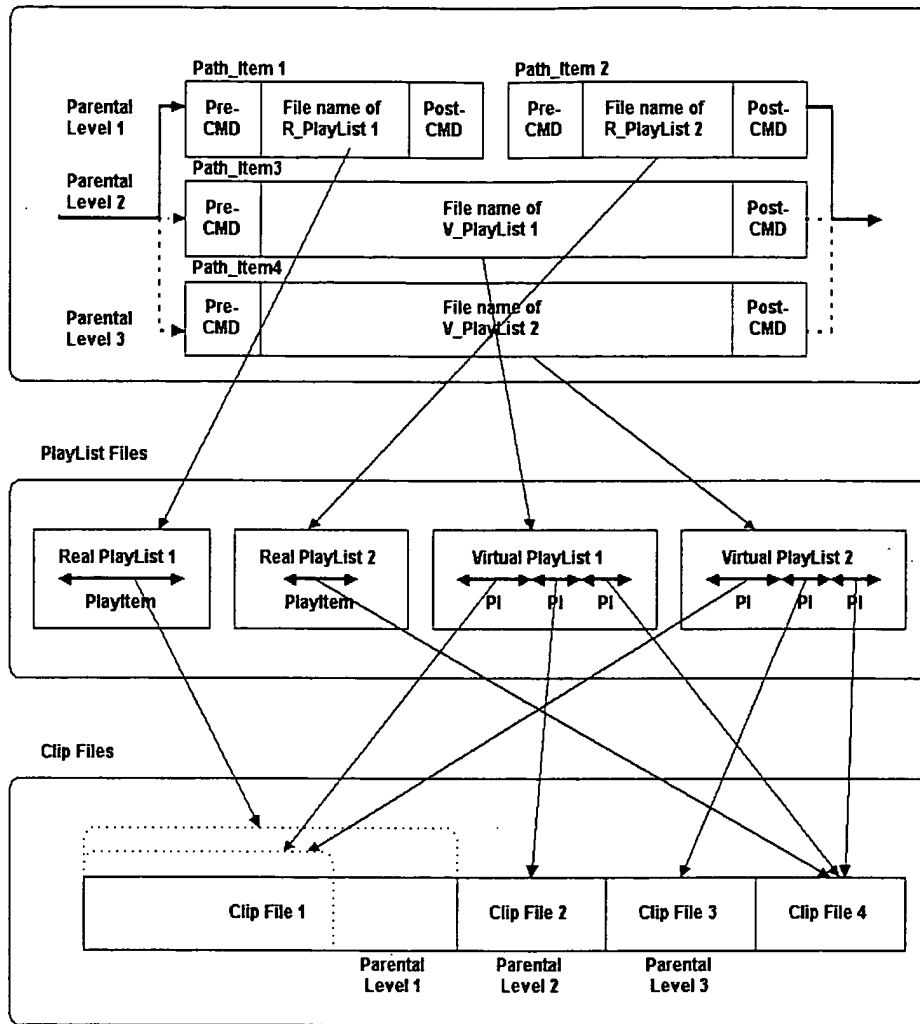 Path_Item 1
Path_Item 2
Parental
Level 1
Pre-
CMD
File name of
R_PlayList 1
Post-
CMD
Pre-
CMD
File name of
R_PlayList 2
Post-
CMD
Path_Item3
Parental
Level 2
Pre-
CMD
File name of
V_PlayList 1
Post-
CMD
Path_Item4
Parental
Level 3
Pre-
CMD
File name of
V_PlayList 2
Post-
CMD
PlayList Files
Real PlayList 1
PlayItem
Real PlayList 2
PlayItem
Virtual PlayList 1
PI
PI
PI
Virtual PlayList 2
PI
PI
PI
Clip Files
Clip File 1
Clip File 2
Clip File 3
Clip File 4
Parental
Level 1
Parental
Level 2
Parental
Level 3